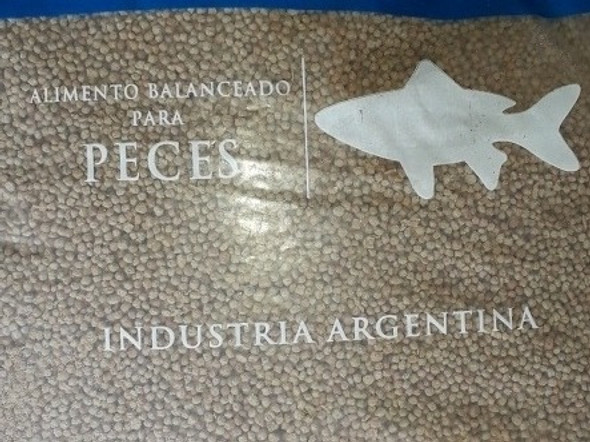 ALIMENTO BALANCEADO
PARA
PECES
INDUSTRIA ARGENTINA